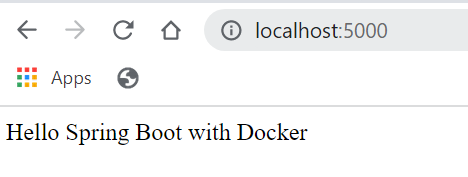 localhost:5000
Apps
Hello Spring Boot with Docker